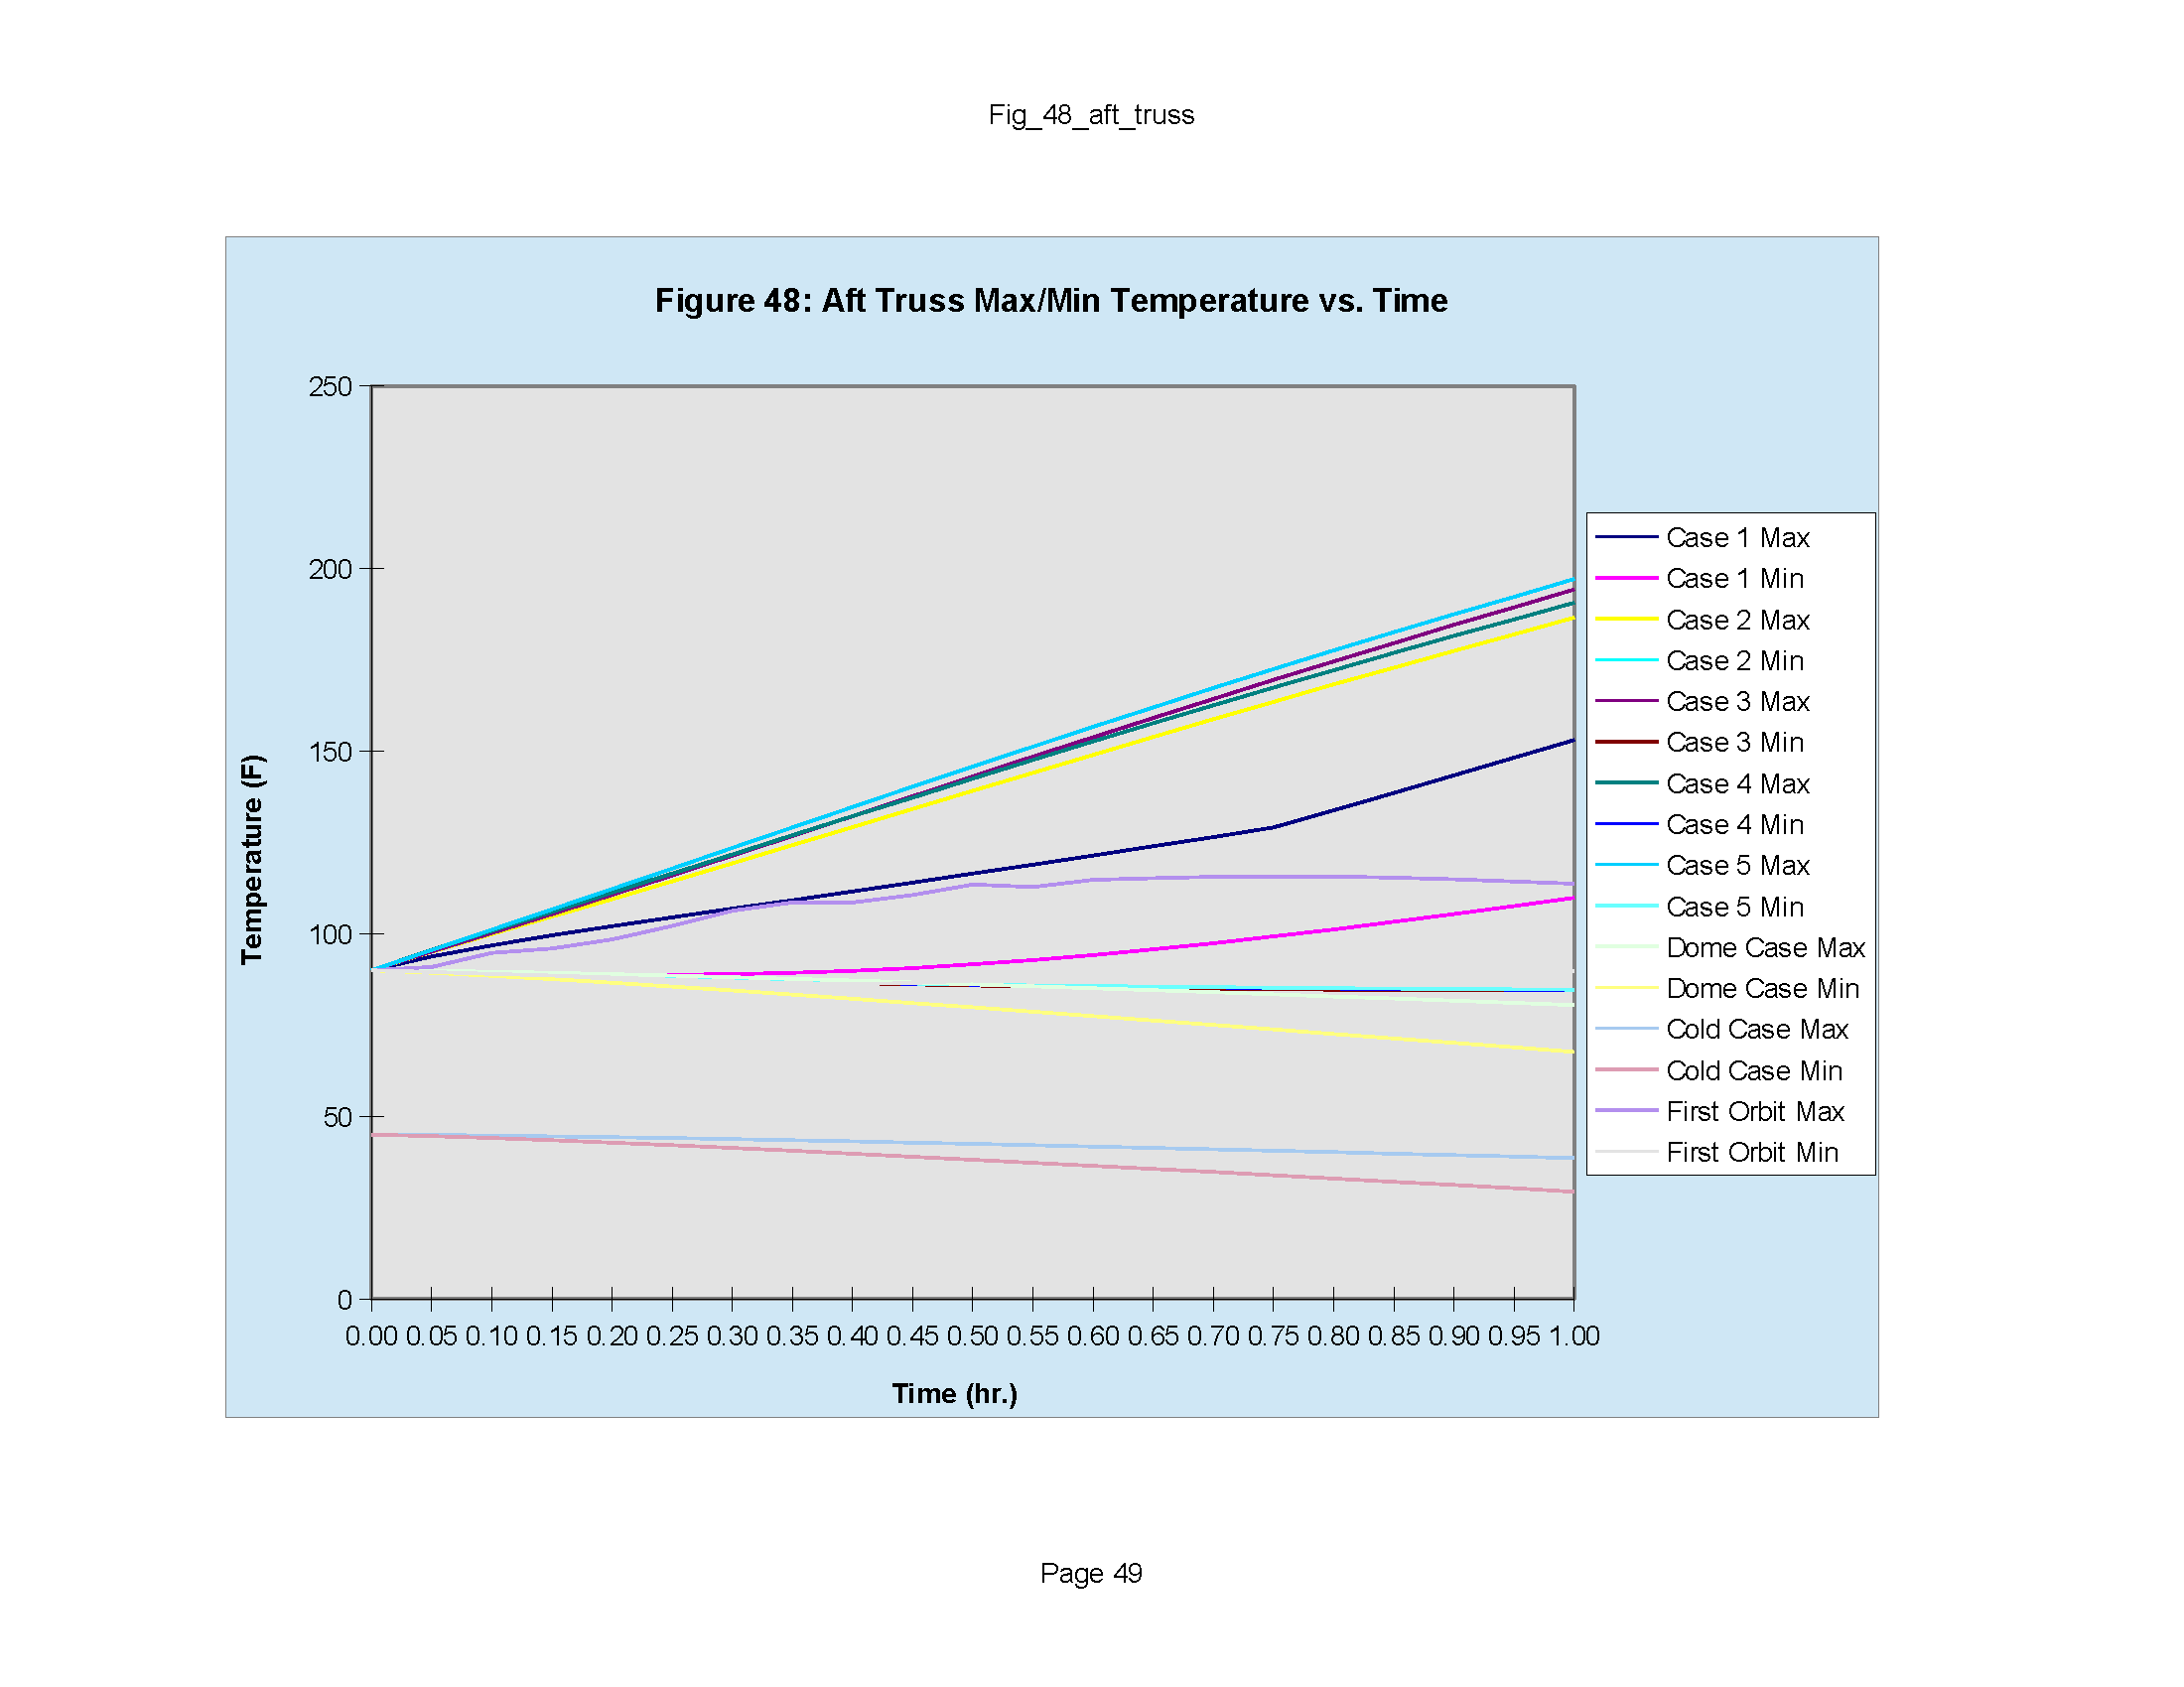 Fig_48_aft_truss
Figure 48: Aft Truss Max/Min Temperature vs. Time
250
200
150
100
50
0
Temperature (F)
0.00 0.05 0.10 0.15 0.20 0.25 0.30 0.35 0.40 0.45 0.50 0.55 0.60 0.65 0.70 0.75 0.80 0.85 0.90 0.95 1.00
Time (hr.)
Case 1 Max
Case 1 Min
Case 2 Max
Case 2 Min
Case 3 Max
Case 3 Min
Case 4 Max
Case 4 Min
Case 5 Max
Case 5 Min
Dome Case Max
Dome Case Min
Cold Case Max
Cold Case Min
First Orbit Max
First Orbit Min
Page 49